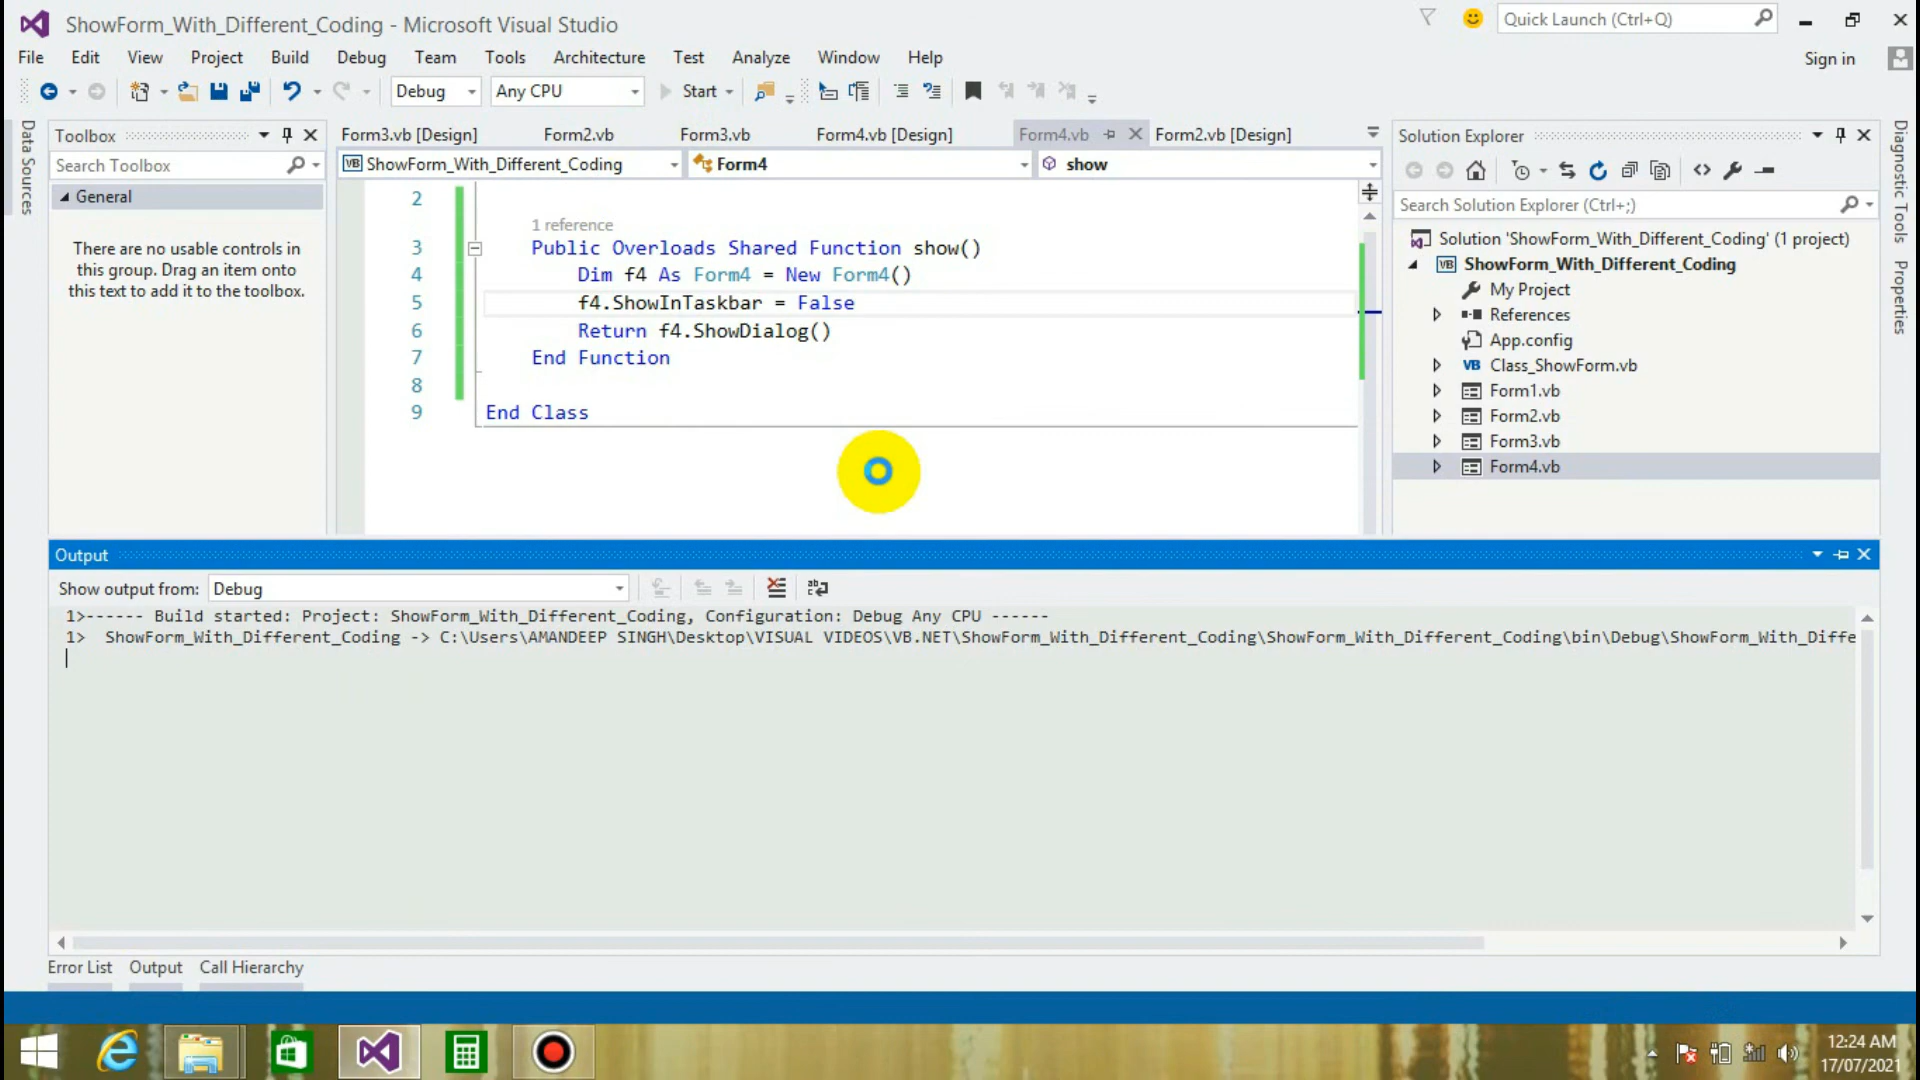 ShowForm_With_Different_Coding - Microsoft Visual Studio
Quick Launch (Ctrl+Q)
File Edit View Project Build Debug Team Tools Architecture Test Analyze Window Help
Sign in
Debug Any CPU Start
Data Sources
Toolbox
Search Toolbox
General
There are no usable controls in
this group. Drag an item onto
this text to add it to the toolbox.
Form3.vb [Design] Form2.vb Form3.vb Form4.vb [Design] Form4.vb Form2.vb [Design]
VB ShowForm_With_Different_Coding Form4 show
2
1 reference
3 Public Overloads Shared Function show()
4 Dim f4 As Form4 = New Form4()
5 f4.ShowInTaskbar = False
6 Return f4.ShowDialog()
7 End Function
8
9 End Class
Solution Explorer
Search Solution Explorer (Ctrl+;)
Solution 'ShowForm_With_Different_Coding' (1 project)
VB ShowForm_With_Different_Coding
My Project
References
App.config
VB Class_ShowForm.vb
Form1.vb
Form2.vb
Form3.vb
Form4.vb
Diagnostic Tools
Properties
Output
Show output from: Debug
1>------ Build started: Project: ShowForm_With_Different_Coding, Configuration: Debug Any CPU ------
1>  ShowForm_With_Different_Coding -> C:\Users\AMANDEEP SINGH\Desktop\VISUAL VIDEOS\VB.NET\ShowForm_With_Different_Coding\ShowForm_With_Different_Coding\bin\Debug\ShowForm_With_Diffe
Error List Output Call Hierarchy
12:24 AM
17/07/2021